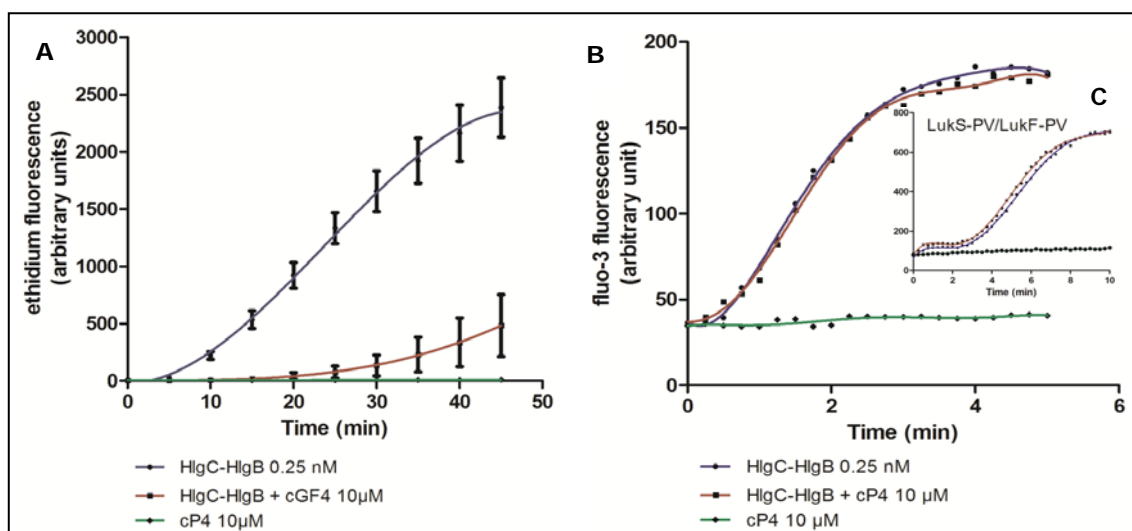 A
ethidium fluorescence
(arbitrary units)
3000
2500
2000
1500
1000
500
0
0 10 20 30 40 50
Time (min)
HlgC-HlgB 0.25 nM
HlgC-HlgB + cGF4 10µM
cP4 10µM
B
fluo-3 fluorescence
(arbitrary unit)
200
150
100
50
0
0 2 4 6
Time (min)
HlgC-HlgB 0.25 nM
HlgC-HlgB + cP4 10 µM
cP4 10 µM
C
LukS-PV/LukF-PV
800
600
400
200
0
0 2 4 6 8 10
Time (min)